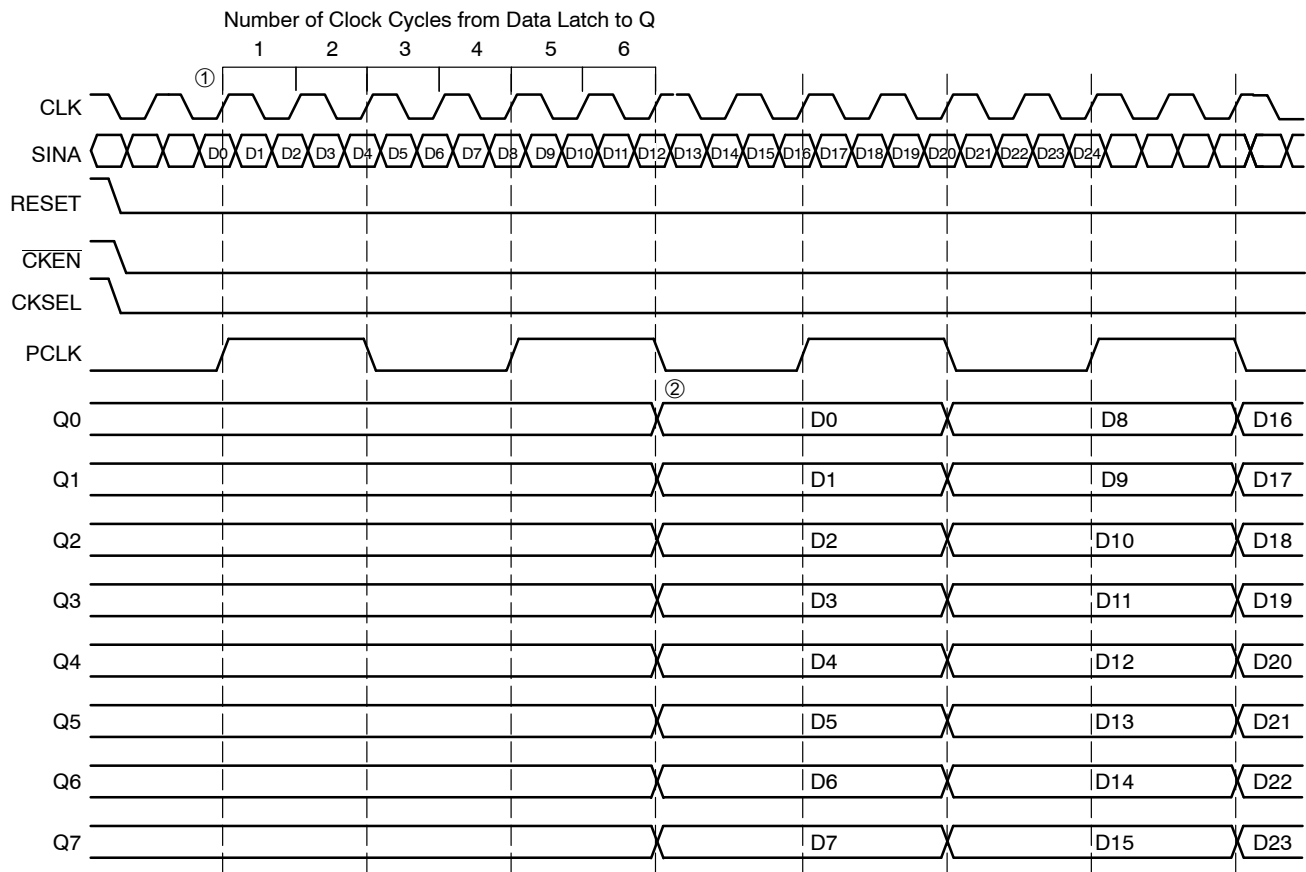 Number of Clock Cycles from Data Latch to Q
1 2 3 4 5 6
①
CLK
SINA D0 D1 D2 D3 D4 D5 D6 D7 D8 D9 D10 D11 D12 D13 D14 D15 D16 D17 D18 D19 D20 D21 D22 D23 D24
RESET
CKEN
CKSEL
PCLK
②
Q0 D0 D8 D16
Q1 D1 D9 D17
Q2 D2 D10 D18
Q3 D3 D11 D19
Q4 D4 D12 D20
Q5 D5 D13 D21
Q6 D6 D14 D22
Q7 D7 D15 D23